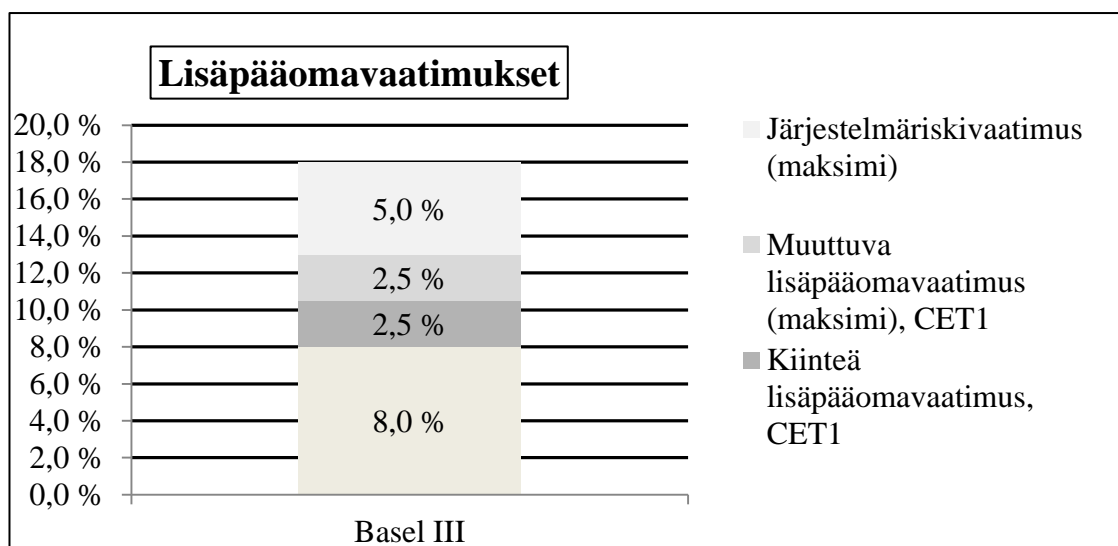 Lisäpääomavaatimukset
20,0 %
18,0 %
16,0 %
14,0 %
12,0 %
10,0 %
8,0 %
6,0 %
4,0 %
2,0 %
0,0 %
5,0 %
2,5 %
2,5 %
8,0 %
Basel III
Järjestelmäriskivaatimus
(maksimi)
Muuttuva
lisäpääomavaatimus
(maksimi), CET1
Kiinteä
lisäpääomavaatimus,
CET1